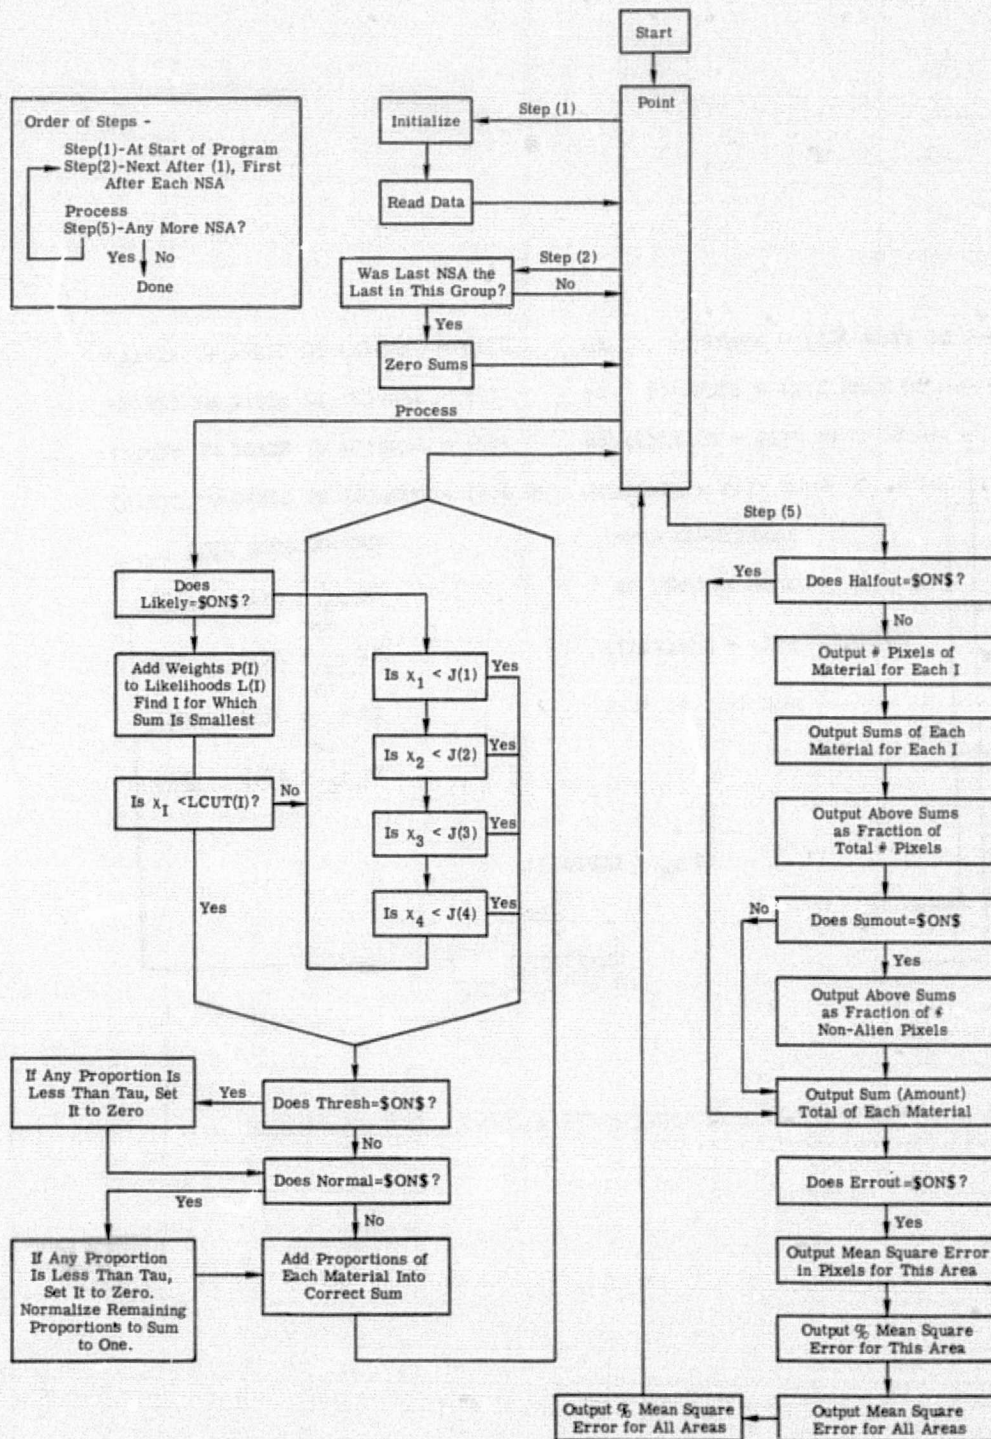 Start
Point
Order of Steps -
Step(1)-At Start of Program
Step(2)-Next After (1), First
After Each NSA
Process
Step(5)-Any More NSA?
Yes No
Done
Step (1)
Initialize
Read Data
Step (2)
Was Last NSA the
Last in This Group?
No
Yes
Zero Sums
Process
Does
Likely=$ON$?
Add Weights P(I)
to Likelihoods L(I)
Find I for Which
Sum Is Smallest
Is χI <LCUT(I)?
No
Yes
Is χ1 < J(1)
Yes
Is χ2 < J(2)
Yes
Is χ3 < J(3)
Yes
Is χ4 < J(4)
Yes
If Any Proportion Is
Less Than Tau, Set
It to Zero
Yes
Does Thresh=$ON$?
No
Does Normal=$ON$?
Yes
No
If Any Proportion
Is Less Than Tau,
Set It to Zero.
Normalize Remaining
Proportions to Sum
to One.
Add Proportions of
Each Material Into
Correct Sum
Step (5)
Yes
Does Halfout=$ON$?
No
Output # Pixels of
Material for Each I
Output Sums of Each
Material for Each I
Output Above Sums
as Fraction of
Total # Pixels
No
Does Sumout=$ON$
Yes
Output Above Sums
as Fraction of #
Non-Alien Pixels
Output Sum (Amount)
Total of Each Material
Does Errout=$ON$?
Yes
Output Mean Square Error
in Pixels for This Area
Output % Mean Square
Error for This Area
Output % Mean Square
Error for All Areas
Output Mean Square
Error for All Areas